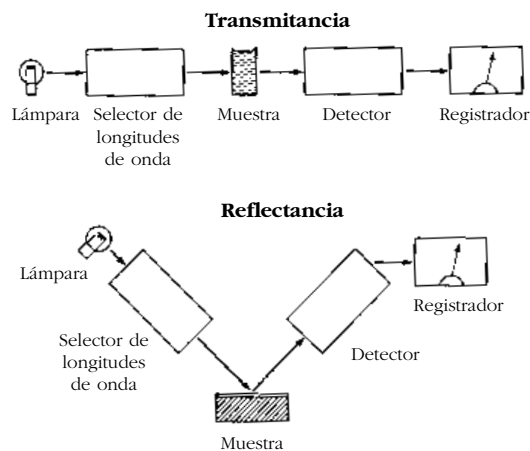 Transmitancia
Lámpara
Selector de
longitudes
de onda
Muestra
Detector
Registrador
Reflectancia
Lámpara
Selector de
longitudes
de onda
Muestra
Detector
Registrador